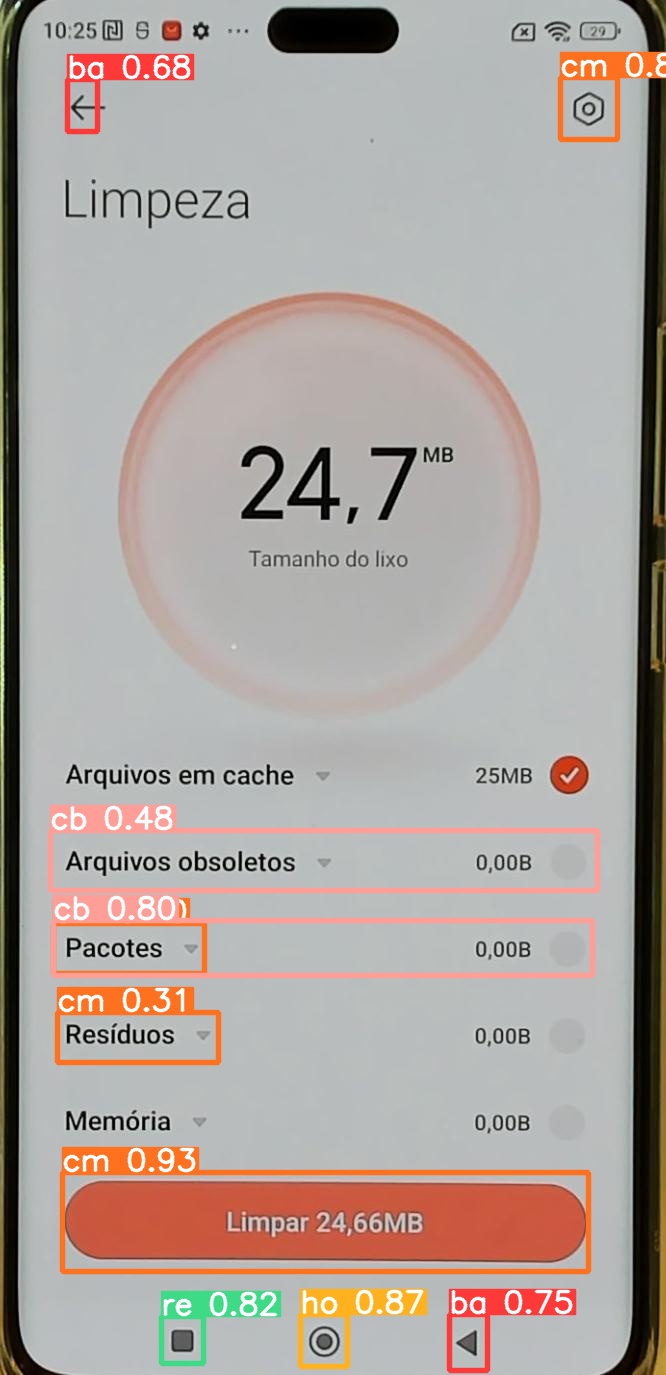 10:25 ... 29
ba 0.68
cm 0.8
Limpeza
24,7 MB
Tamanho do lixo
Arquivos em cache 25MB
cb 0.48
Arquivos obsoletos 0,00B
cb 0.80
Pacotes 0,00B
cm 0.31
Resíduos 0,00B
Memória 0,00B
cm 0.93
Limpar 24,66MB
re 0.82 ho 0.87 ba 0.75